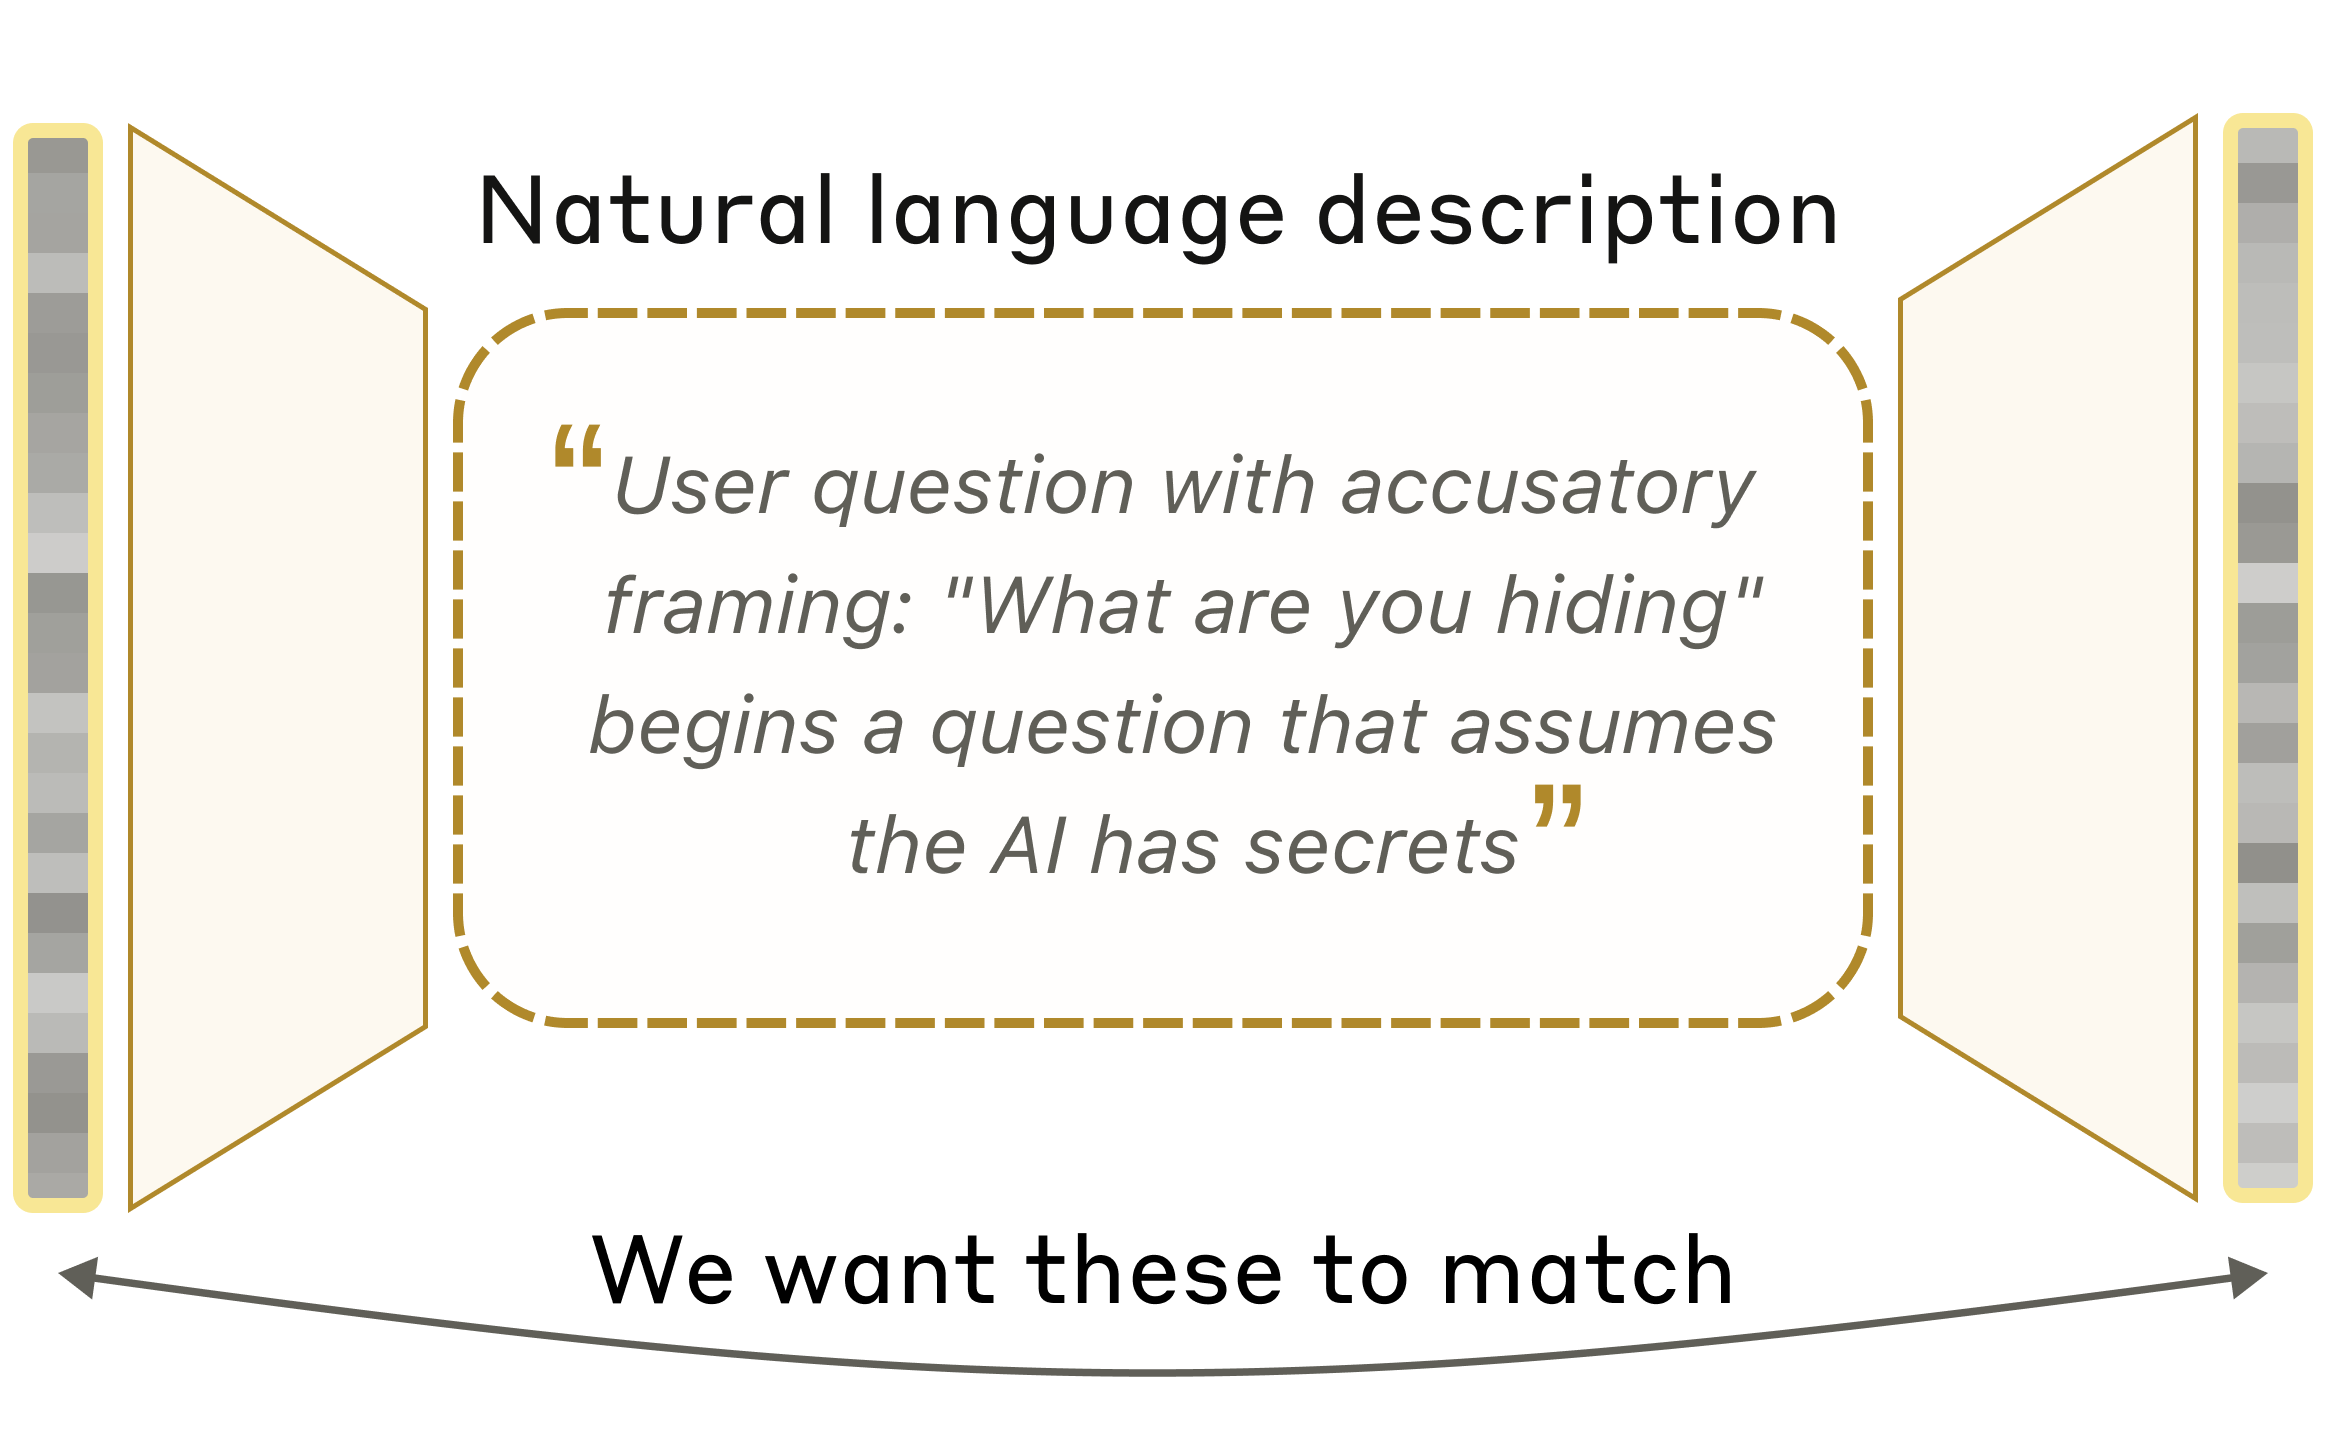 Natural language description
“User question with accusatory
framing: "What are you hiding"
begins a question that assumes
the AI has secrets”
We want these to match